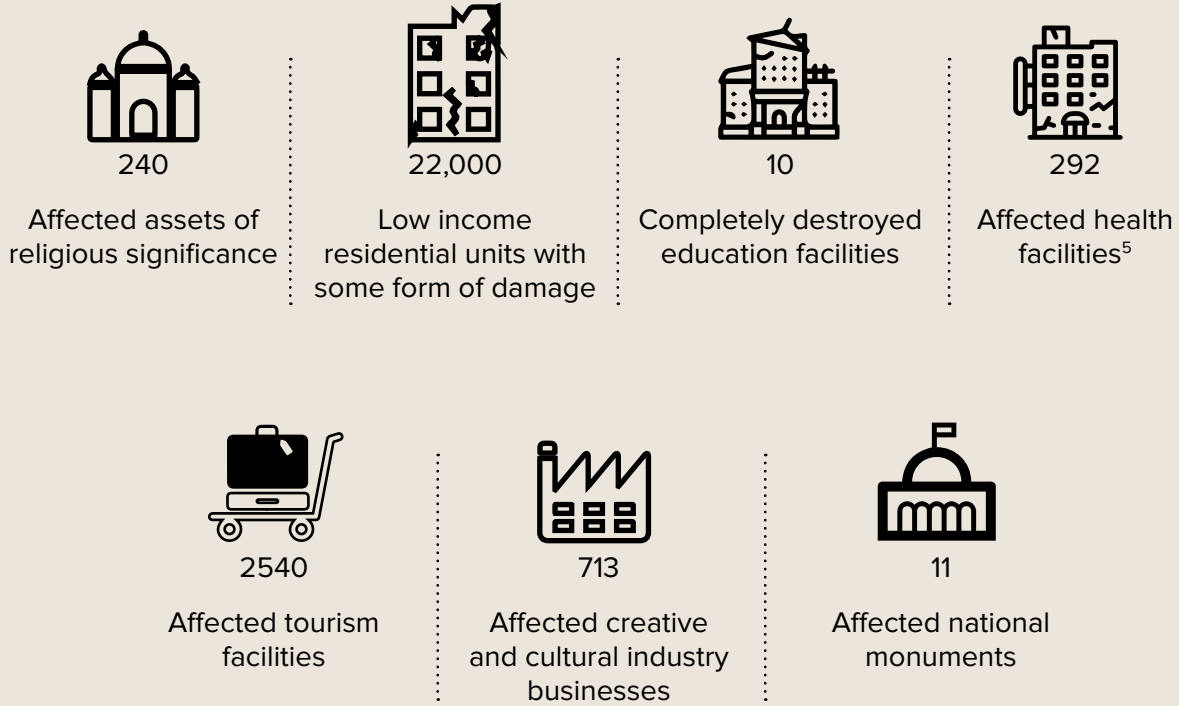 240
Affected assets of
religious significance
22,000
Low income
residential units with
some form of damage
10
Completely destroyed
education facilities
292
Affected health
facilities⁵
2540
Affected tourism
facilities
713
Affected creative
and cultural industry
businesses
11
Affected national
monuments